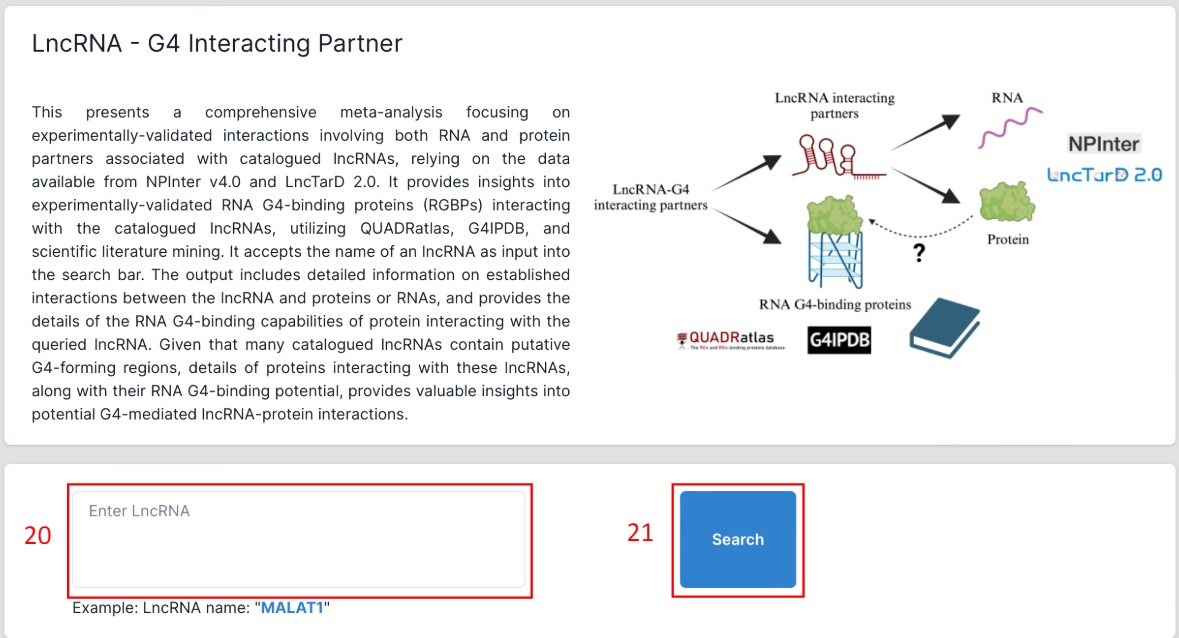 LncRNA - G4 Interacting Partner
This presents a comprehensive meta-analysis focusing on
experimentally-validated interactions involving both RNA and protein
partners associated with catalogued lncRNAs, relying on the data
available from NPInter v4.0 and LncTarD 2.0. It provides insights into
experimentally-validated RNA G4-binding proteins (RGBPs) interacting
with the catalogued lncRNAs, utilizing QUADRatlas, G4IPDB, and
scientific literature mining. It accepts the name of an lncRNA as input into
the search bar. The output includes detailed information on established
interactions between the lncRNA and proteins or RNAs, and provides the
details of the RNA G4-binding capabilities of protein interacting with the
queried lncRNA. Given that many catalogued lncRNAs contain putative
G4-forming regions, details of proteins interacting with these lncRNAs,
along with their RNA G4-binding potential, provides valuable insights into
potential G4-mediated lncRNA-protein interactions.
LncRNA interacting
partners
RNA
NPInter
LncTarD 2.0
LncRNA-G4
interacting partners
Protein
?
RNA G4-binding proteins
QUADRatlas
The RG4 and RG4-binding proteins database
G4IPDB
20
Enter LncRNA
21
Search
Example: LncRNA name: "MALAT1"